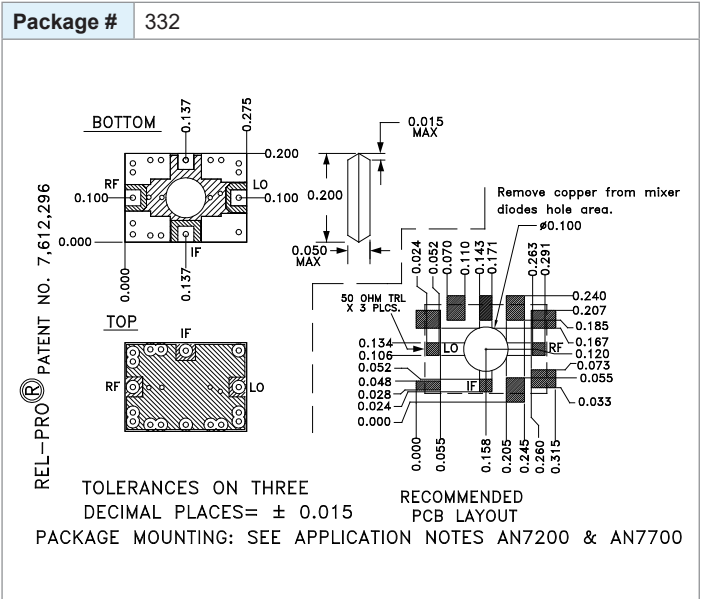 Package # 332
BOTTOM
0.137
0.275
0.200
RF
0.100
LO
0.100
0.000
IF
0.000
0.137
0.015
MAX
0.200
0.050
MAX
Remove copper from mixer
diodes hole area.
ø0.100
0.024
0.052
0.070
0.110
0.143
0.171
0.263
0.291
50 OHM TRL
X 3 PLCS.
0.240
0.207
0.185
0.167
0.120
0.073
0.055
0.033
0.134
0.106
0.052
0.048
0.028
0.024
0.000
LO
RF
IF
0.000
0.055
0.158
0.205
0.245
0.260
0.315
TOP
IF
RF
LO
REL-PRO® PATENT NO. 7,612,296
TOLERANCES ON THREE
DECIMAL PLACES= ± 0.015
RECOMMENDED
PCB LAYOUT
PACKAGE MOUNTING: SEE APPLICATION NOTES AN7200 & AN7700